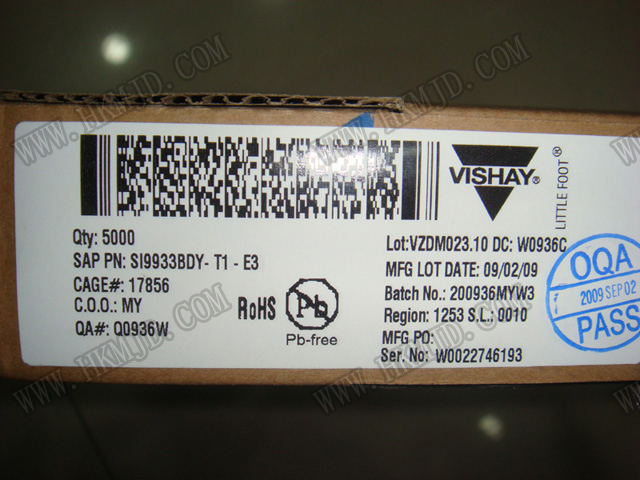 VISHAY®
LITTLE FOOT®
Qty: 5000
SAP PN: SI9933BDY- T1 - E3
CAGE#: 17856
C.O.O.: MY
QA#: Q0936W
RoHS
Pb
Pb-free
Lot:VZDM023.10 DC: W0936C
MFG LOT DATE: 09/02/09
Batch No.: 200936MYW3
Region: 1253 S.L.: 0010
MFG PO:
Ser. No: W0022746193
OQA
1 2009 SEP 02
PASS
WWW.HKMJD.COM
WWW.HKMJD.COM
WWW.HKMJD.COM
WWW.HKMJD.COM